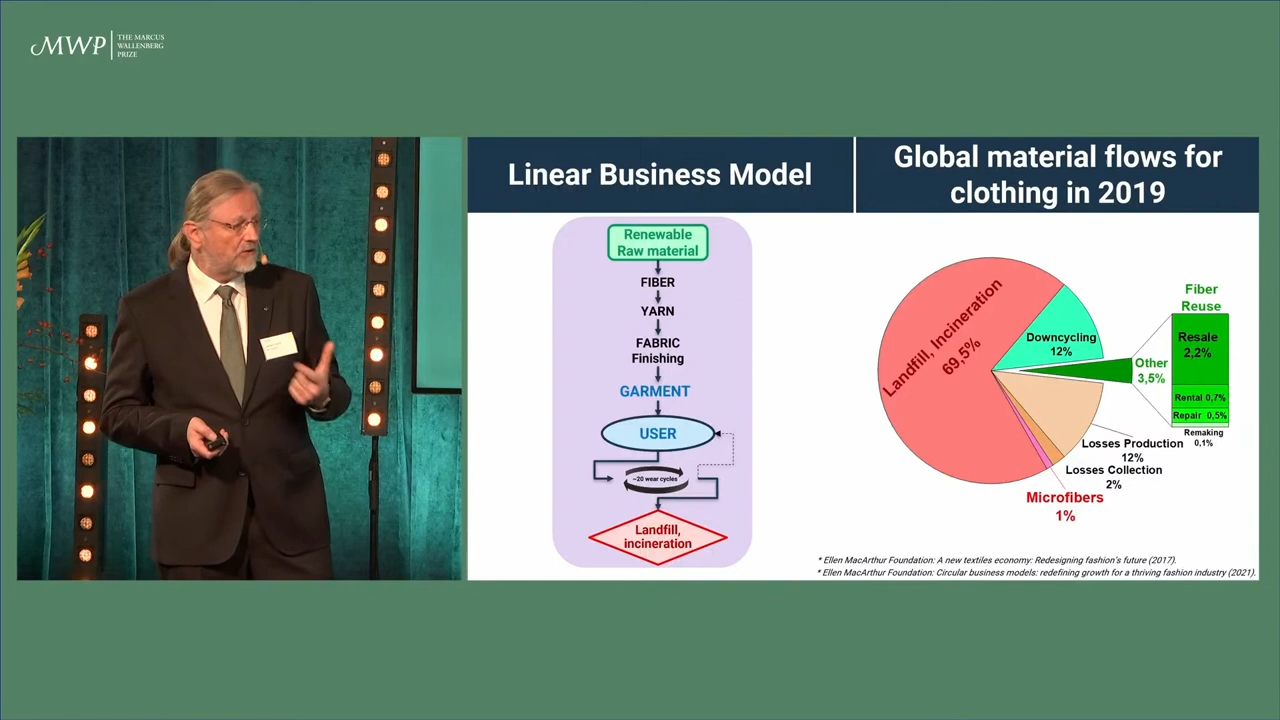 MWP
THE MARCUS
WALLENBERG
PRIZE
Linear Business Model
Renewable
Raw material
FIBER
YARN
FABRIC
Finishing
GARMENT
USER
~20 wear cycles
Landfill,
incineration
Global material flows for
clothing in 2019
Landfill, Incineration
69,5%
Downcycling
12%
Other
3,5%
Fiber
Reuse
Resale
2,2%
Rental 0,7%
Repair 0,5%
Remaking
0,1%
Losses Production
12%
Losses Collection
2%
Microfibers
1%
* Ellen MacArthur Foundation: A new textiles economy: Redesigning fashion's future (2017).
* Ellen MacArthur Foundation: Circular business models: redefining growth for a thriving fashion industry (2021).